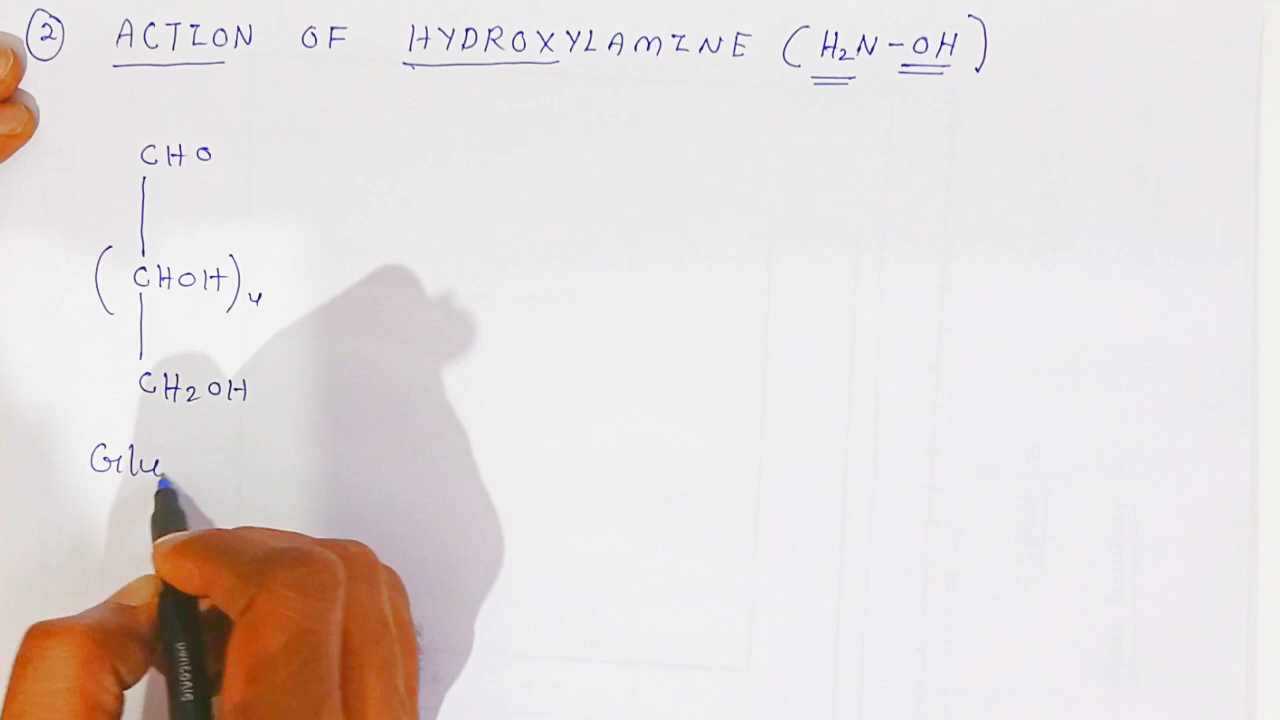 ② ACTION OF HYDROXYLAMINE (H₂N-OH)
CHO
(CHOH)₄
CH₂OH
Glu